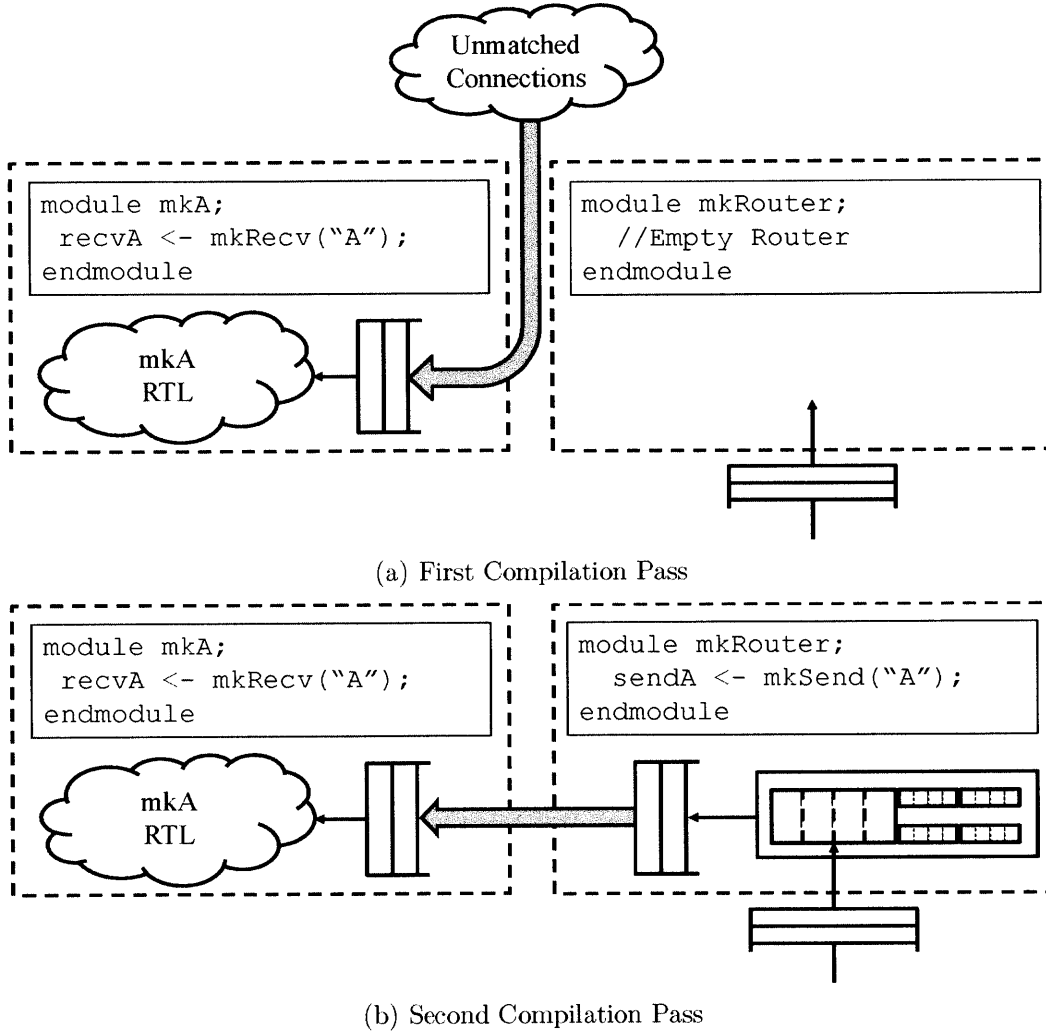 Unmatched
Connections
module mkA;
recvA <- mkRecv(“A”);
endmodule
module mkRouter;
//Empty Router
endmodule
mkA
RTL
(a) First Compilation Pass
module mkA;
recvA <- mkRecv(“A”);
endmodule
module mkRouter;
sendA <- mkSend(“A”);
endmodule
mkA
RTL
(b) Second Compilation Pass